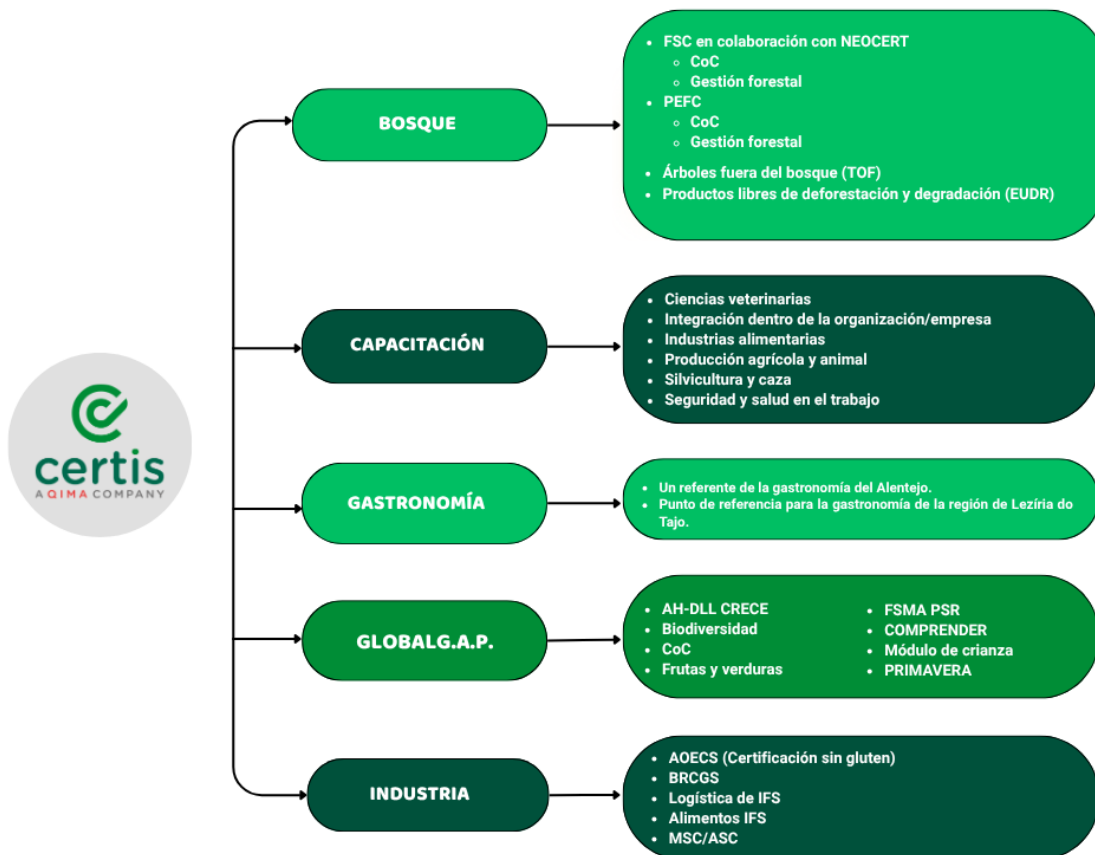 BOSQUE
• FSC en colaboración con NEOCERT
◦ CoC
◦ Gestión forestal
• PEFC
◦ CoC
◦ Gestión forestal
• Árboles fuera del bosque (TOF)
• Productos libres de deforestación y degradación (EUDR)
CAPACITACIÓN
• Ciencias veterinarias
• Integración dentro de la organización/empresa
• Industrias alimentarias
• Producción agrícola y animal
• Silvicultura y caza
• Seguridad y salud en el trabajo
certis
A QIMA COMPANY
GASTRONOMÍA
• Un referente de la gastronomía del Alentejo.
• Punto de referencia para la gastronomía de la región de Lezíria do
Tajo.
GLOBALG.A.P.
• AH-DLL CRECE
• Biodiversidad
• CoC
• Frutas y verduras
• FSMA PSR
• COMPRENDER
• Módulo de crianza
• PRIMAVERA
INDUSTRIA
• AOECS (Certificación sin gluten)
• BRCGS
• Logística de IFS
• Alimentos IFS
• MSC/ASC